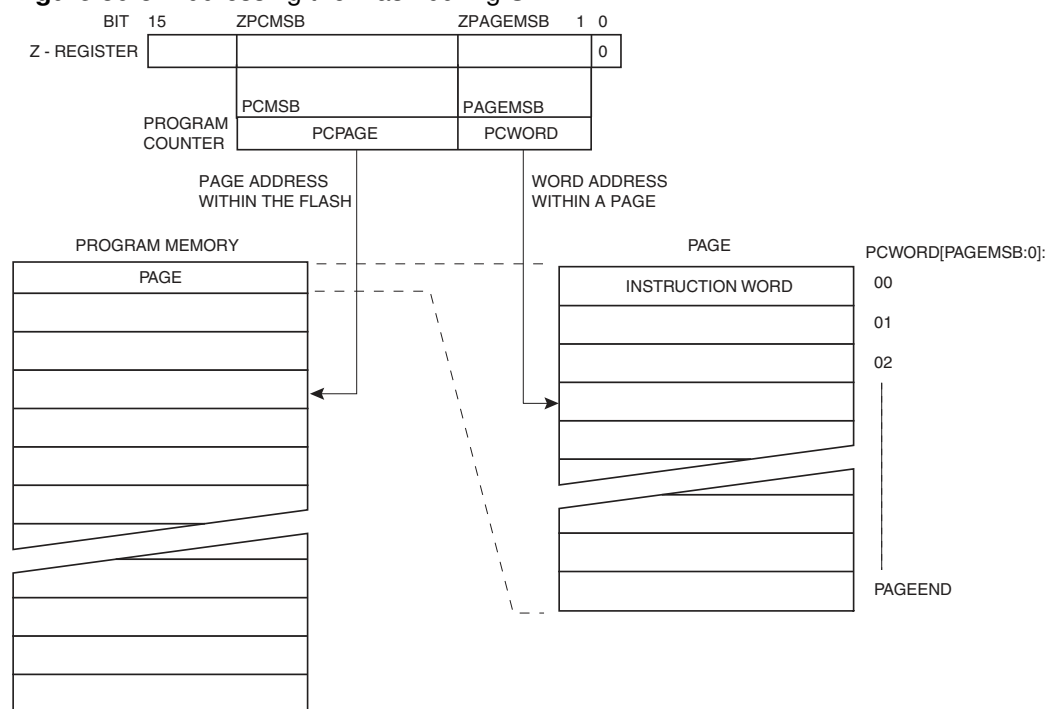 BIT 15 ZPCMSB ZPAGEMSB 1 0
Z - REGISTER 0
PCMSB PAGEMSB
PROGRAM
COUNTER
PCPAGE PCWORD
PAGE ADDRESS
WITHIN THE FLASH
WORD ADDRESS
WITHIN A PAGE
PROGRAM MEMORY
PAGE
PAGE
PCWORD[PAGEMSB:0]:
INSTRUCTION WORD
00
01
02
PAGEEND